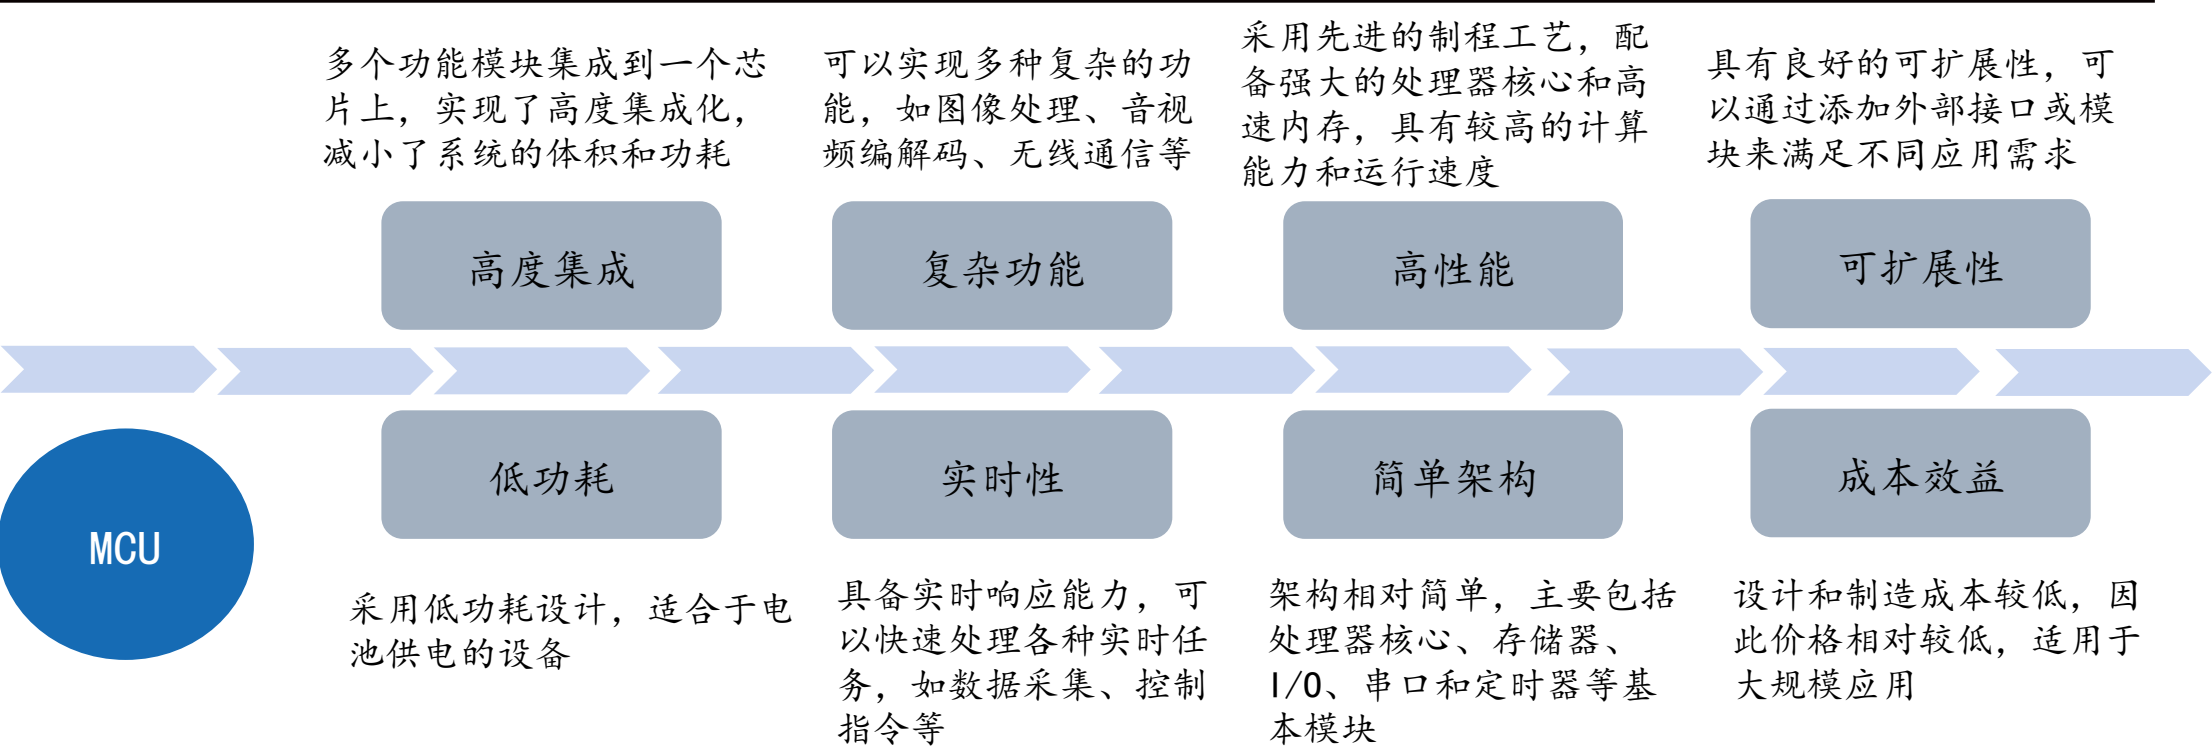 多个功能模块集成到一个芯
片上，实现了高度集成化，
减小了系统的体积和功耗
可以实现多种复杂的功
能，如图像处理、音视
频编解码、无线通信等
采用先进的制程工艺，配
备强大的处理器核心和高
速内存，具有较高的计算
能力和运行速度
具有良好的可扩展性，可
以通过添加外部接口或模
块来满足不同应用需求
高度集成
复杂功能
高性能
可扩展性
低功耗
实时性
简单架构
成本效益
MCU
采用低功耗设计，适合于电
池供电的设备
具备实时响应能力，可
以快速处理各种实时任
务，如数据采集、控制
指令等
架构相对简单，主要包括
处理器核心、存储器、
I/O、串口和定时器等基
本模块
设计和制造成本较低，因
此价格相对较低，适用于
大规模应用